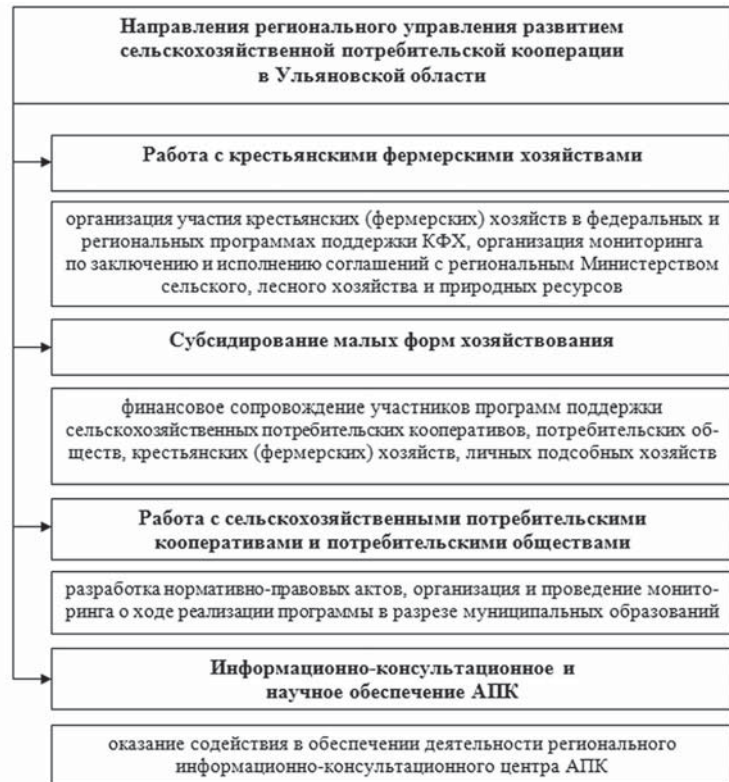 Направления регионального управления развитием
сельскохозяйственной потребительской кооперации
в Ульяновской области
Работа с крестьянскими фермерскими хозяйствами
организация участия крестьянских (фермерских) хозяйств в федеральных и
региональных программах поддержки КФХ, организация мониторинга
по заключению и исполнению соглашений с региональным Министерством
сельского, лесного хозяйства и природных ресурсов
Субсидирование малых форм хозяйствования
финансовое сопровождение участников программ поддержки
сельскохозяйственных потребительских кооперативов, потребительских об-
ществ, крестьянских (фермерских) хозяйств, личных подсобных хозяйств
Работа с сельскохозяйственными потребительскими
кооперативами и потребительскими обществами
разработка нормативно-правовых актов, организация и проведение монито-
ринга о ходе реализации программы в разрезе муниципальных образований
Информационно-консультационное и
научное обеспечение АПК
оказание содействия в обеспечении деятельности регионального
информационно-консультационного центра АПК